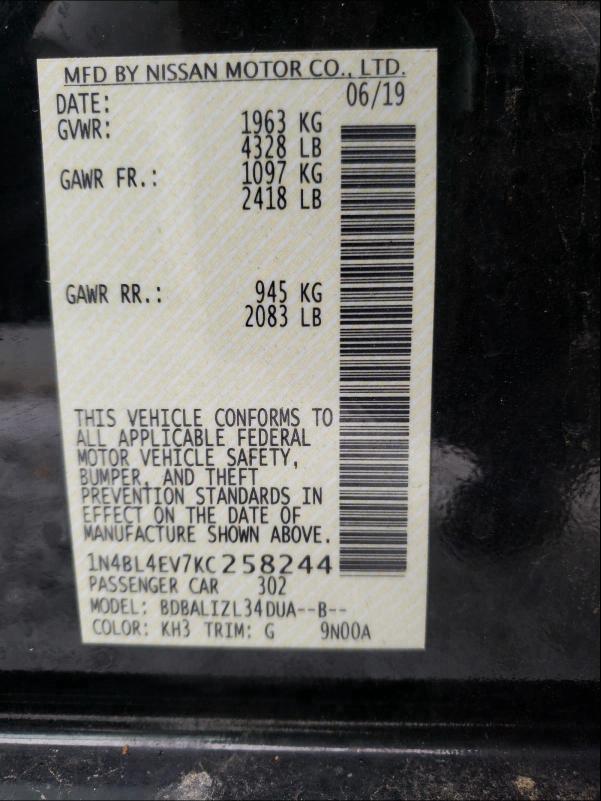 MFD BY NISSAN MOTOR CO., LTD.
DATE: 06/19
GVWR: 1963 KG
4328 LB
GAWR FR.: 1097 KG
2418 LB
GAWR RR.: 945 KG
2083 LB
THIS VEHICLE CONFORMS TO
ALL APPLICABLE FEDERAL
MOTOR VEHICLE SAFETY,
BUMPER, AND THEFT
PREVENTION STANDARDS IN
EFFECT ON THE DATE OF
MANUFACTURE SHOWN ABOVE.
1N4BL4EV7KC258244
PASSENGER CAR 302
MODEL: BDBALIZL34DUA--B--
COLOR: KH3 TRIM: G 9N00A